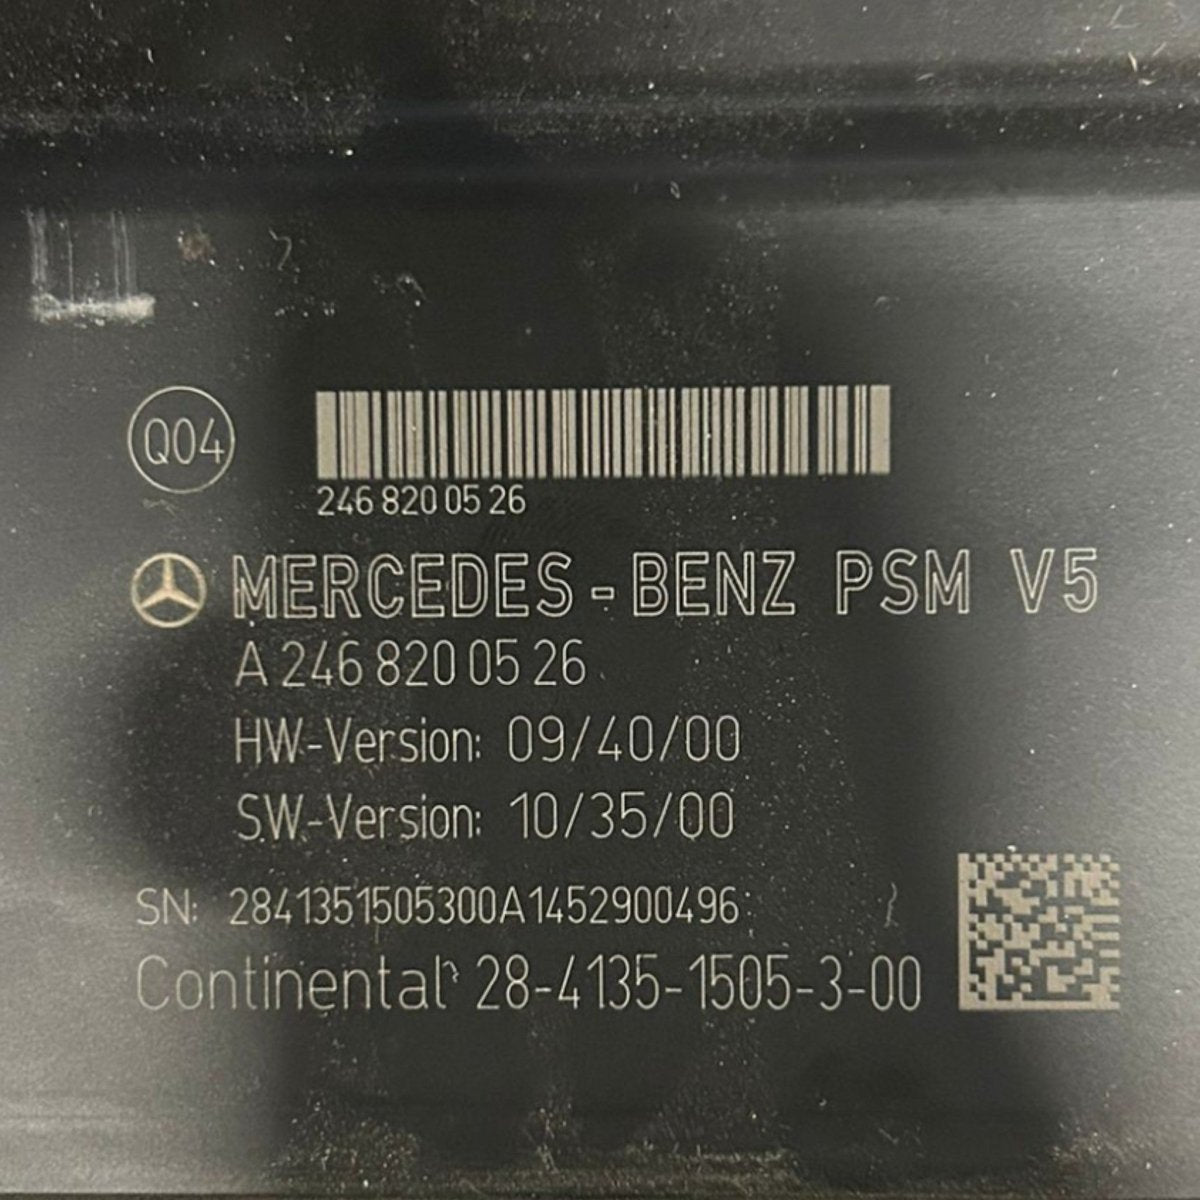 Q04
246 820 05 26
MERCEDES-BENZ PSM V5
A 246 820 05 26
HW-Version: 09/40/00
SW-Version: 10/35/00
SN: 2841351505300A1452900496
Continental 28-4135-1505-3-00